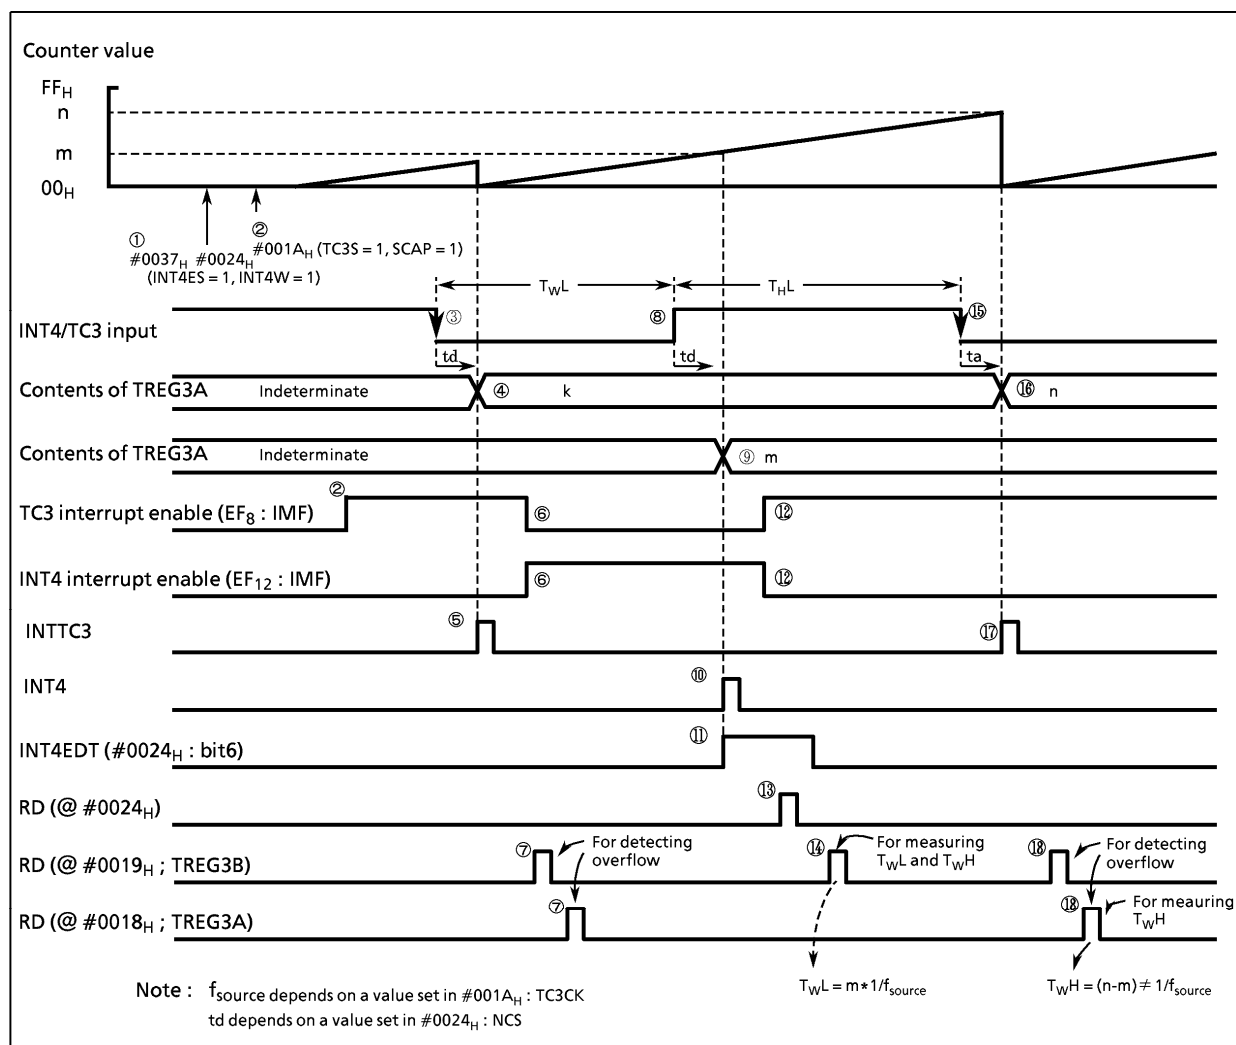 Counter value
FFH
n
m
00H
①
#0037H #0024H
(INT4ES = 1, INT4W = 1)
②
#001AH (TC3S = 1, SCAP = 1)
TWL
THL
INT4/TC3 input
③
⑧
⑮
td
td
ta
Contents of TREG3A
Indeterminate
④
k
⑯
n
Contents of TREG3A
Indeterminate
⑨
m
TC3 interrupt enable (EF8 : IMF)
②
⑥
⑫
INT4 interrupt enable (EF12 : IMF)
⑥
⑫
INTTC3
⑤
⑰
INT4
⑩
INT4EDT (#0024H : bit6)
⑪
RD (@ #0024H)
⑬
RD (@ #0019H ; TREG3B)
⑦
For detecting
overflow
⑭
For measuring
TWL and TWH
⑱
For detecting
overflow
RD (@ #0018H ; TREG3A)
⑦
⑱
For meauring
TWH
TWL = m*1/fsource
TWH = (n-m) ≠ 1/fsource
Note : fsource depends on a value set in #001AH : TC3CK
td depends on a value set in #0024H : NCS